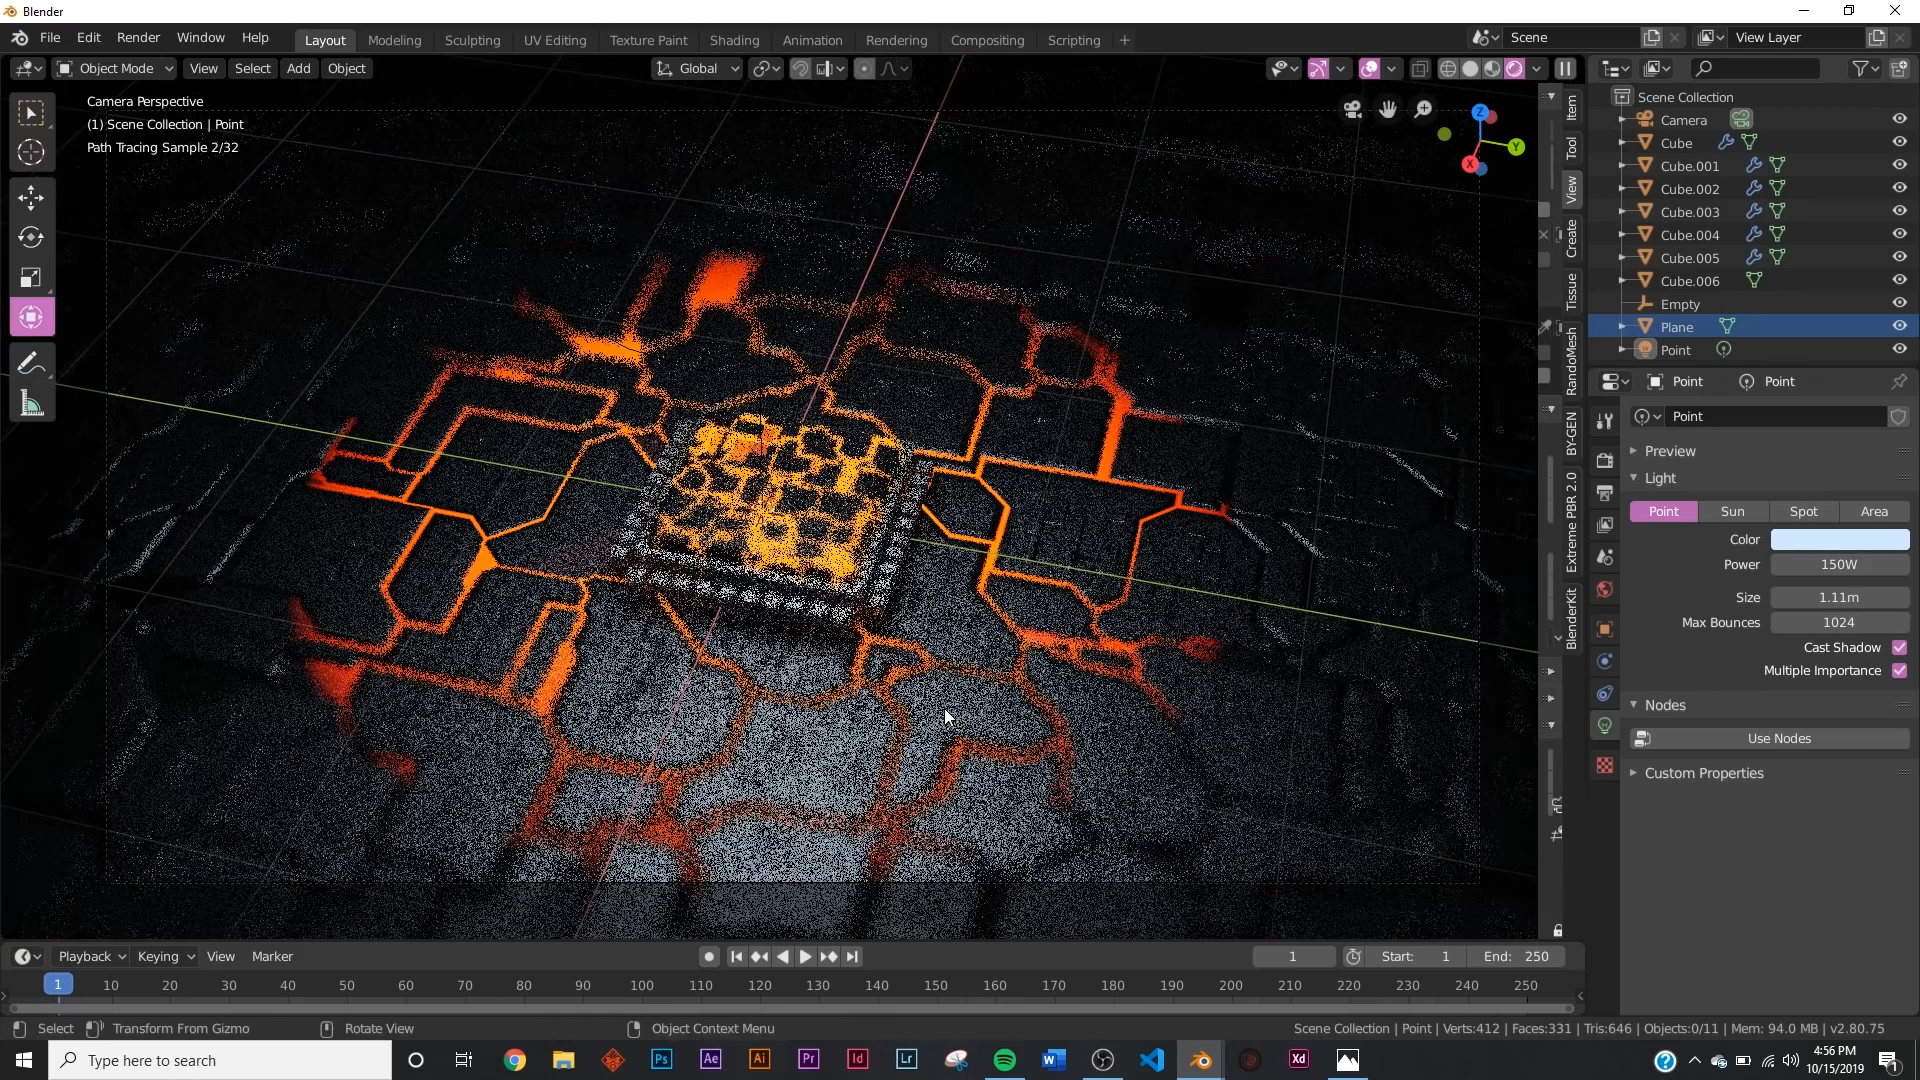 Blender
File Edit Render Window Help
Layout Modeling Sculpting UV Editing Texture Paint Shading Animation Rendering Compositing Scripting +
Scene
View Layer
Object Mode View Select Add Object
Global
Camera Perspective
(1) Scene Collection | Point
Path Tracing Sample 2/32
Z
Y
X
Item
Tool
View
Create
Tissue
RandoMesh
BY-GEN
Extreme PBR 2.0
BlenderKit
Scene Collection
Camera
Cube
Cube.001
Cube.002
Cube.003
Cube.004
Cube.005
Cube.006
Empty
Plane
Point
Point Point
Point
Preview
Light
Point Sun Spot Area
Color
Power 150W
Size 1.11m
Max Bounces 1024
Cast Shadow
Multiple Importance
Nodes
Use Nodes
Custom Properties
Playback Keying View Marker
1 Start: 1 End: 250
1 10 20 30 40 50 60 70 80 90 100 110 120 130 140 150 160 170 180 190 200 210 220 230 240 250
Select Transform From Gizmo Rotate View Object Context Menu
Scene Collection | Point | Verts:412 | Faces:331 | Tris:646 | Objects:0/11 | Mem: 94.0 MB | v2.80.75
Type here to search
Ps Ae Ai Pr Id Lr W Xd
4:56 PM
10/15/2019
1